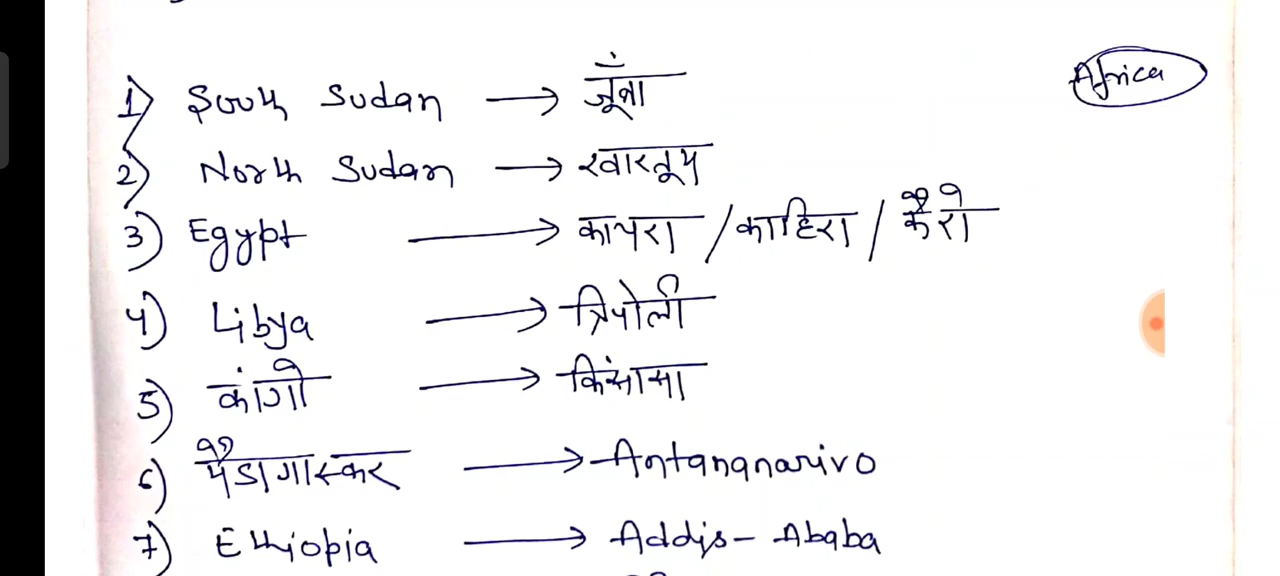 Africa
1) South Sudan → जूंबा
2) North Sudan → खारतूम
3) Egypt → कायरा / काहिरा / कैरो
4) Libya → त्रिपोली
5) कांगो → किंसासा
6) मैडागास्कर → Antananarivo
7) Ethiopia → Addis-Ababa